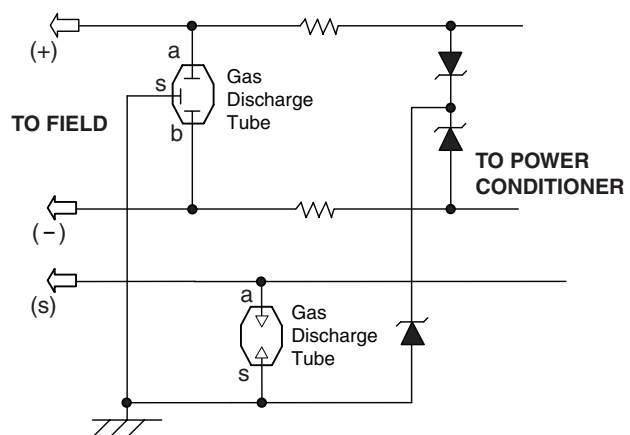 (+)
a
s
b
Gas
Discharge
Tube
TO FIELD
TO POWER
CONDITIONER
(−)
(s)
a
s
Gas
Discharge
Tube